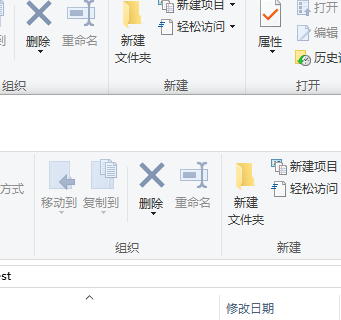 新建项目
轻松访问
删除
重命名
新建
文件夹
属性
打开
编辑
历史
组织
新建
打开
方式
移动到
复制到
删除
重命名
新建
文件夹
新建项目
轻松访问
组织
新建
est
修改日期